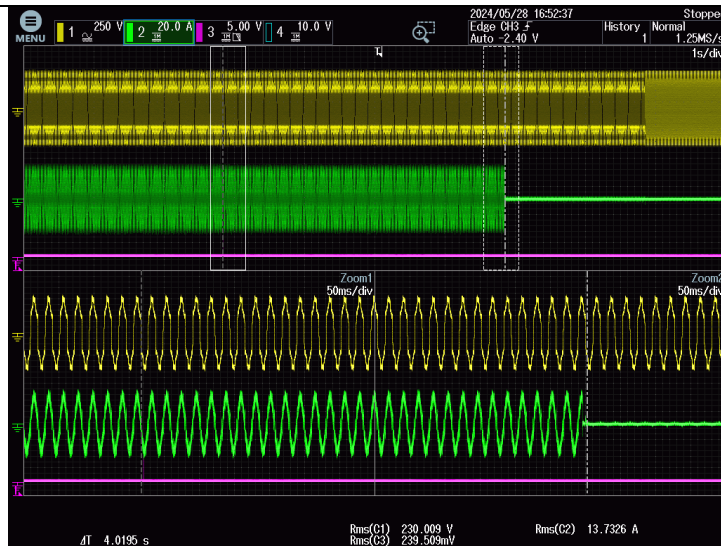 2024/05/28 16:52:37 Stoppe
MENU 1 250 V 2 20.0 A 3 5.00 V 4 10.0 V Edge CH3 History Normal
Auto -2.40 V 1 1.25MS/s
1s/div
Zoom1 Zoom2
50ms/div 50ms/div
Rms(C1) 230.009 V Rms(C2) 13.7326 A
ΔT 4.0195 s Rms(C3) 239.509mV